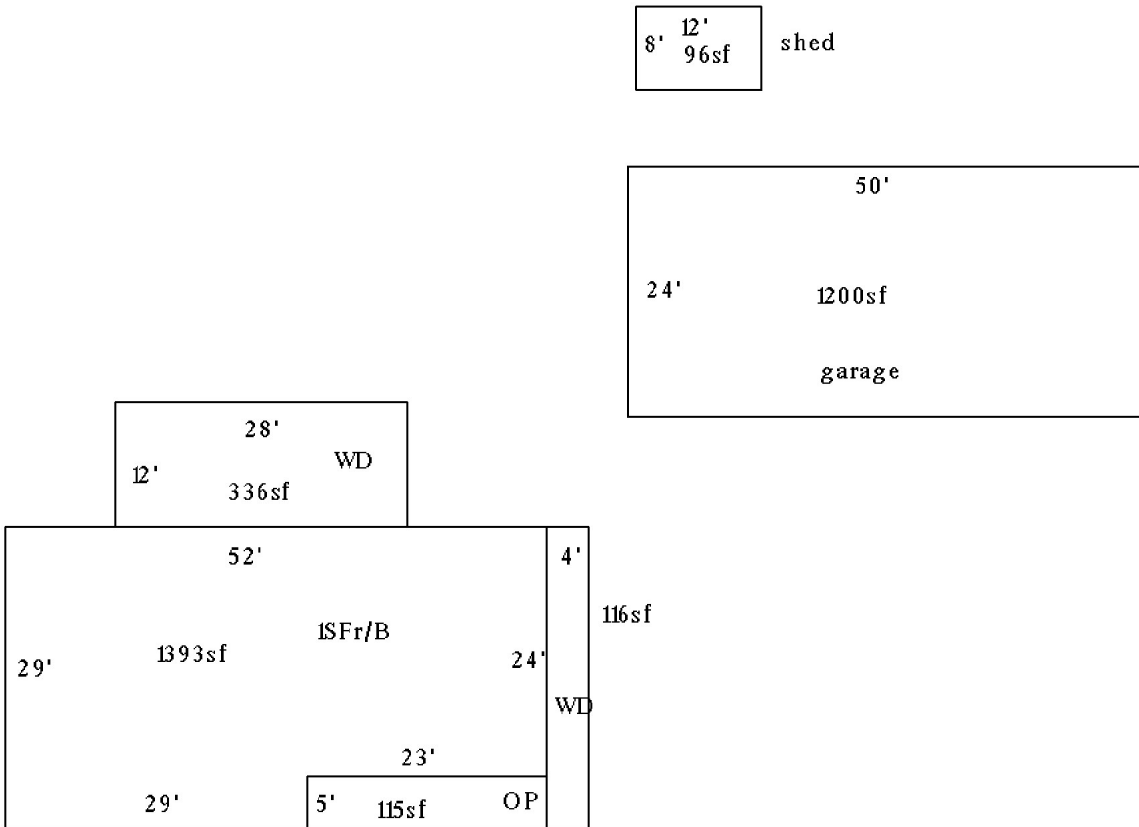 12'
8'
96sf
shed
50'
24'
1200sf
garage
28'
WD
12'
336sf
52'
4'
116sf
1SFr/B
1393sf
24'
29'
WD
23'
29'
5'
115sf
OP